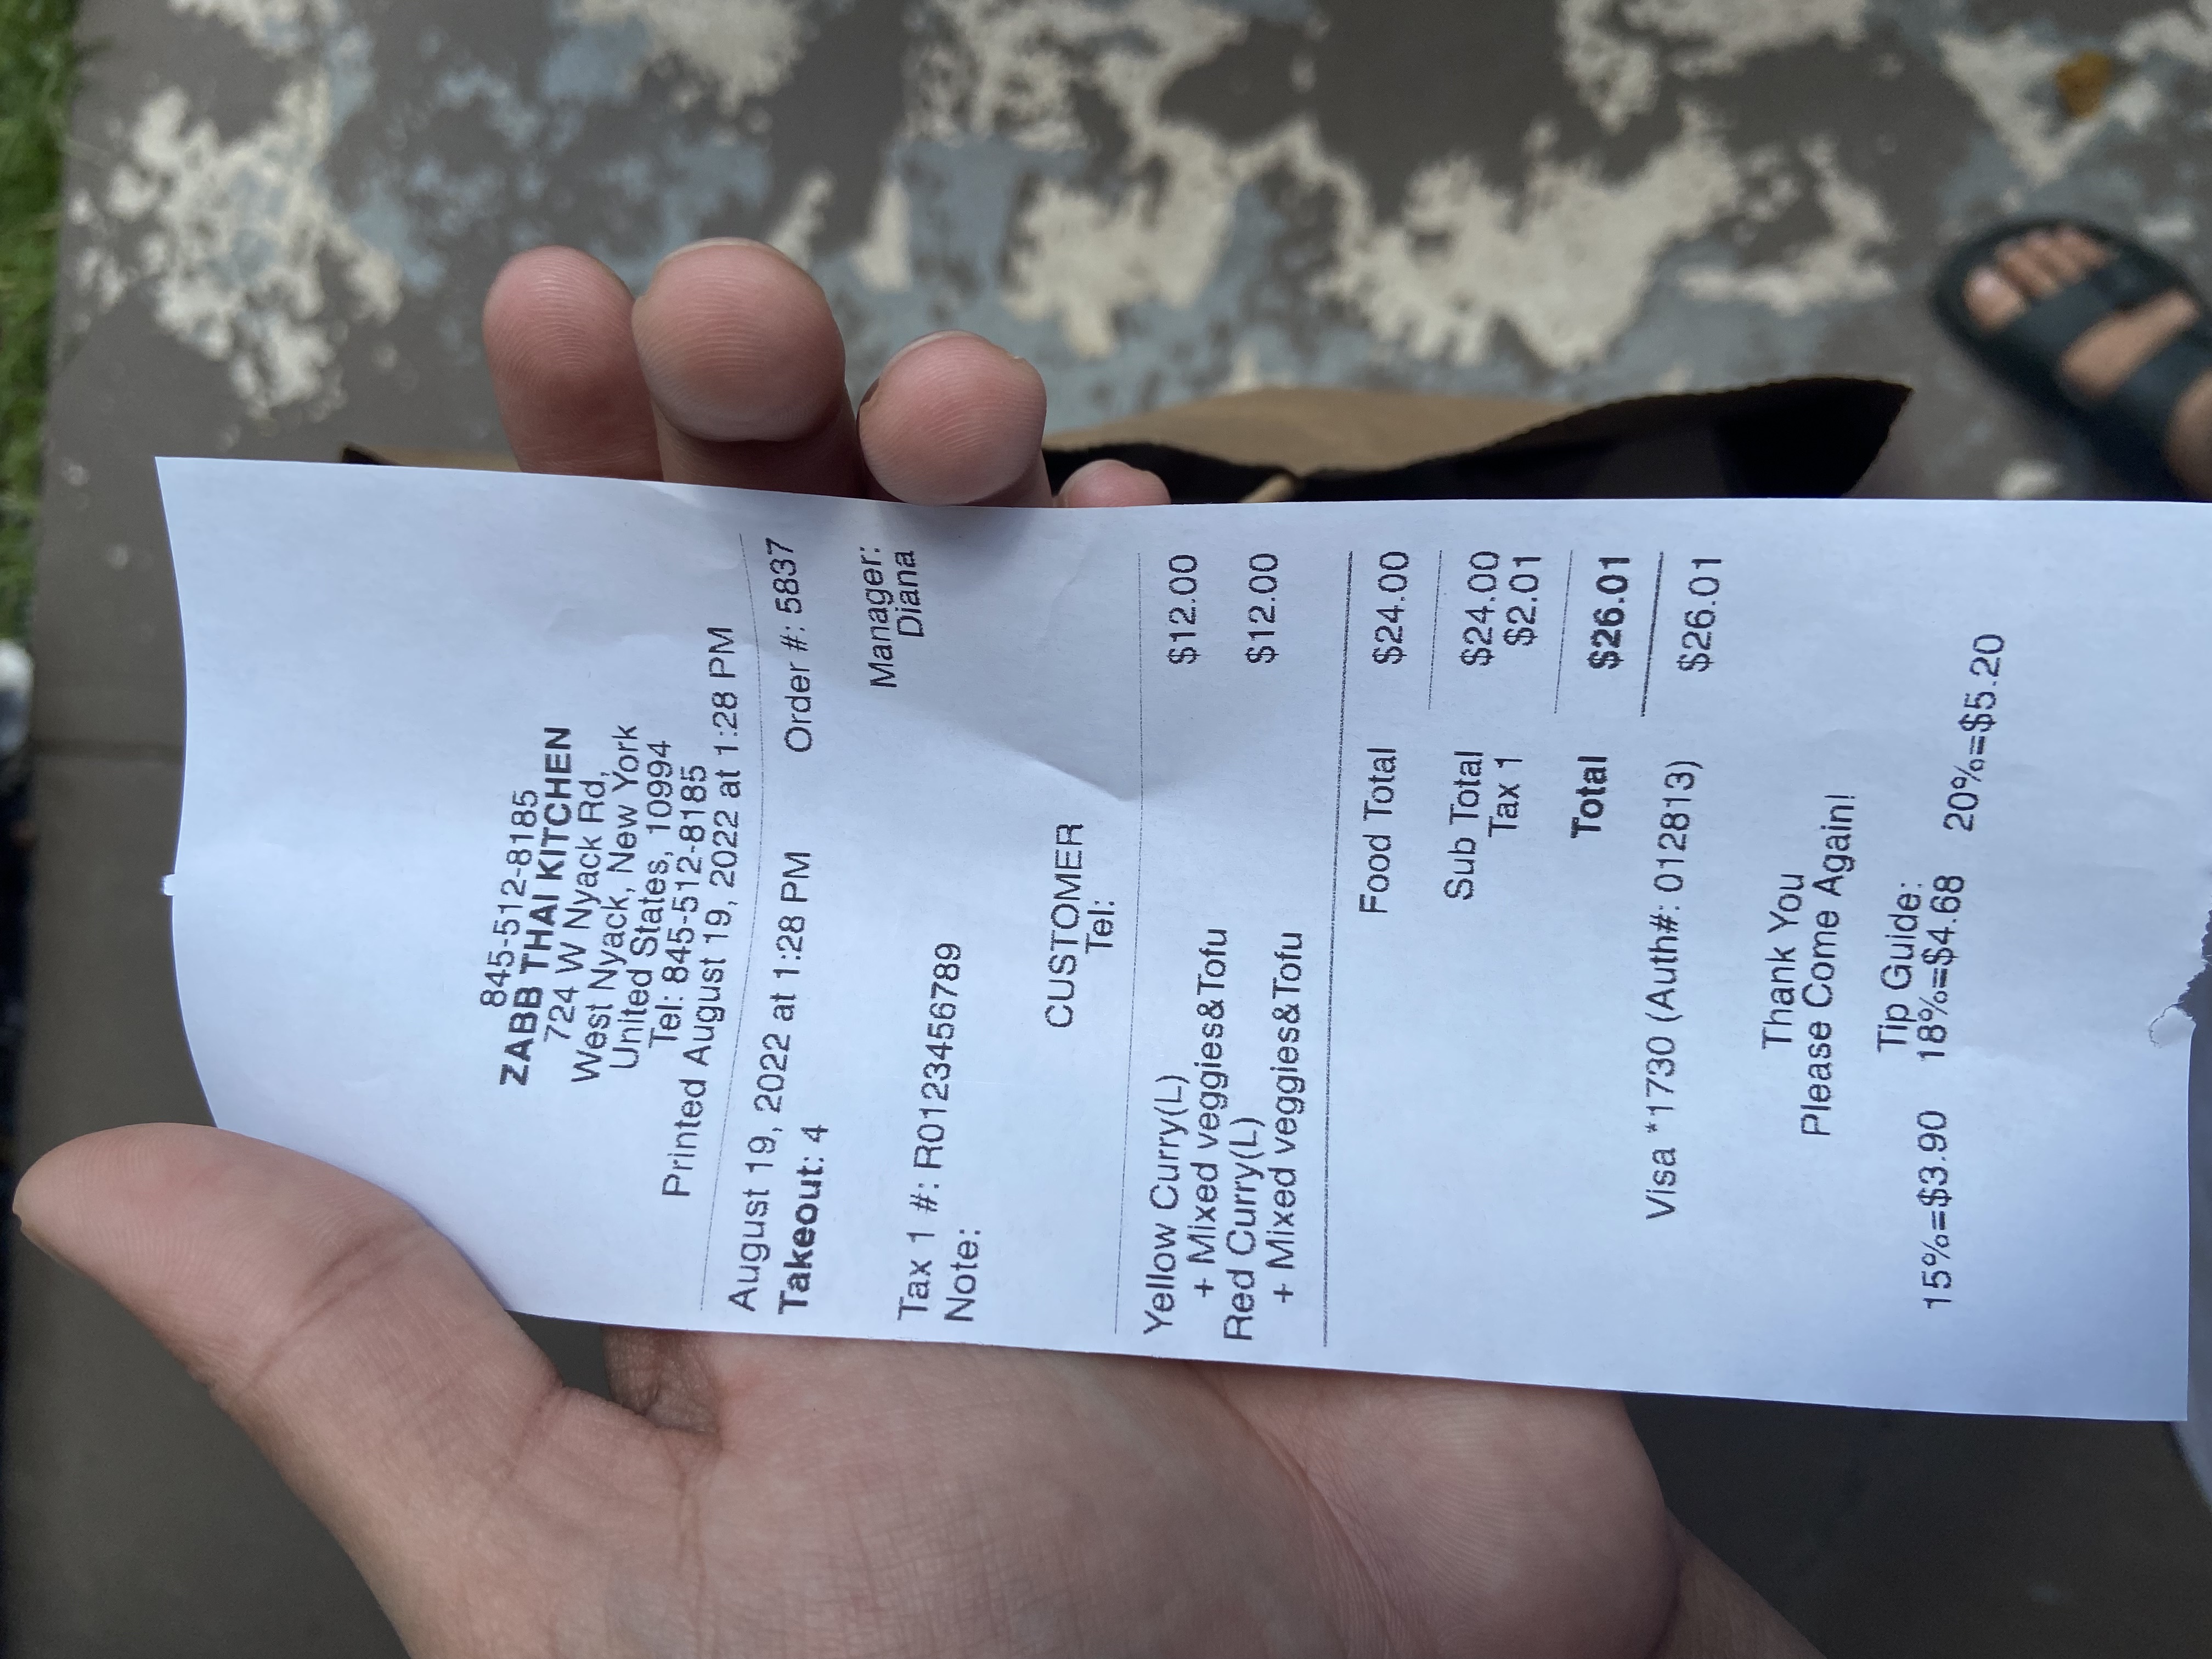 845-512-8185
ZABB THAI KITCHEN
724 W Nyack Rd,
West Nyack, New York
United States, 10994
Tel: 845-512-8185
Printed August 19, 2022 at 1:28 PM
August 19, 2022 at 1:28 PM Order #: 5837
Takeout: 4
Manager:
Diana
Tax 1 #: R0123456789
Note:
CUSTOMER
Tel:
Yellow Curry(L) $12.00
+ Mixed veggies&Tofu
Red Curry(L) $12.00
+ Mixed veggies&Tofu
Food Total $24.00
Sub Total $24.00
Tax 1 $2.01
Total $26.01
Visa *1730 (Auth#: 012813) $26.01
Thank You
Please Come Again!
Tip Guide:
15%=$3.90 18%=$4.68 20%=$5.20